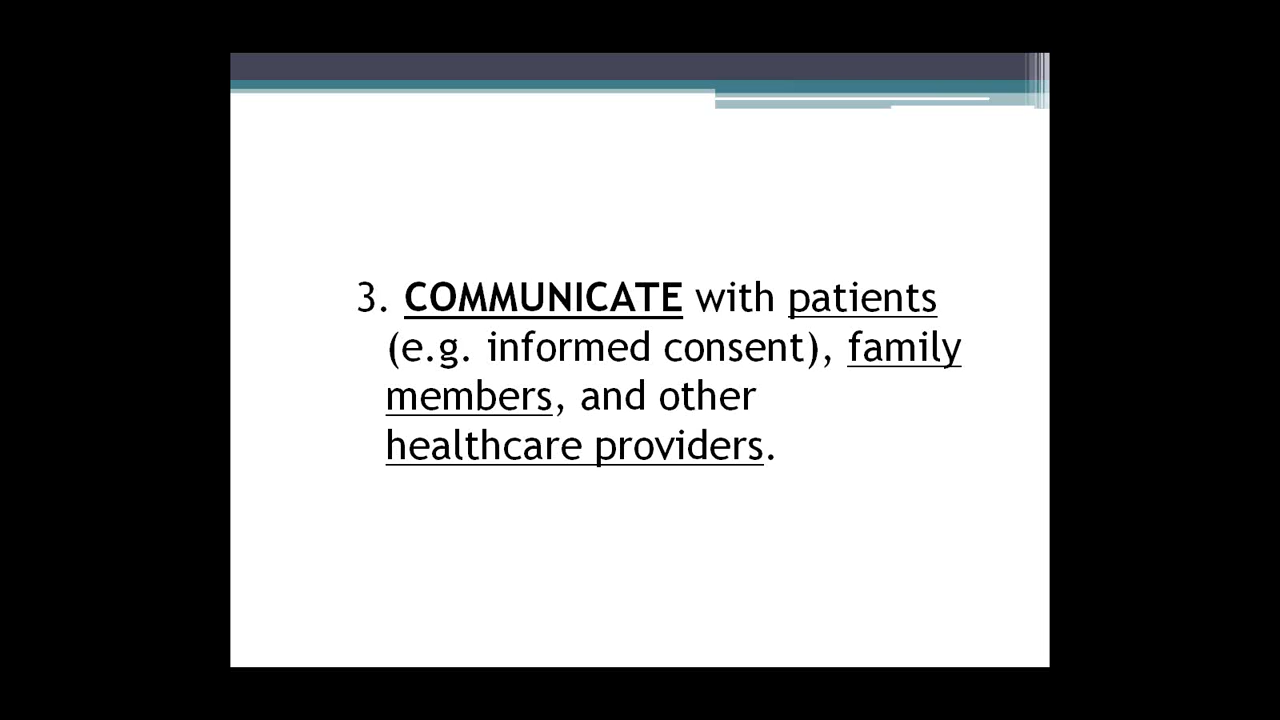 3. COMMUNICATE with patients
(e.g. informed consent), family
members, and other
healthcare providers.